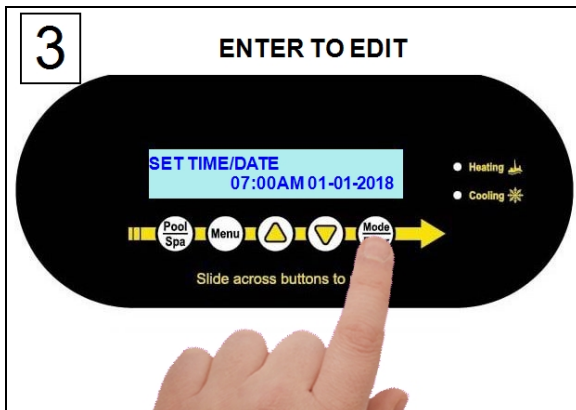 3
ENTER TO EDIT
SET TIME/DATE
07:00AM 01-01-2018
Heating
Cooling
Pool
Spa
Menu
Mode
Slide across buttons to